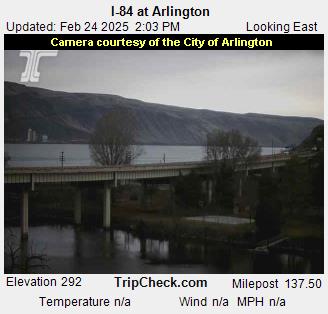 I-84 at Arlington
Updated: Feb 24 2025 2:03 PM Looking East
Camera courtesy of the City of Arlington
Elevation 292 TripCheck.com Milepost 137.50
Temperature n/a Wind n/a MPH n/a